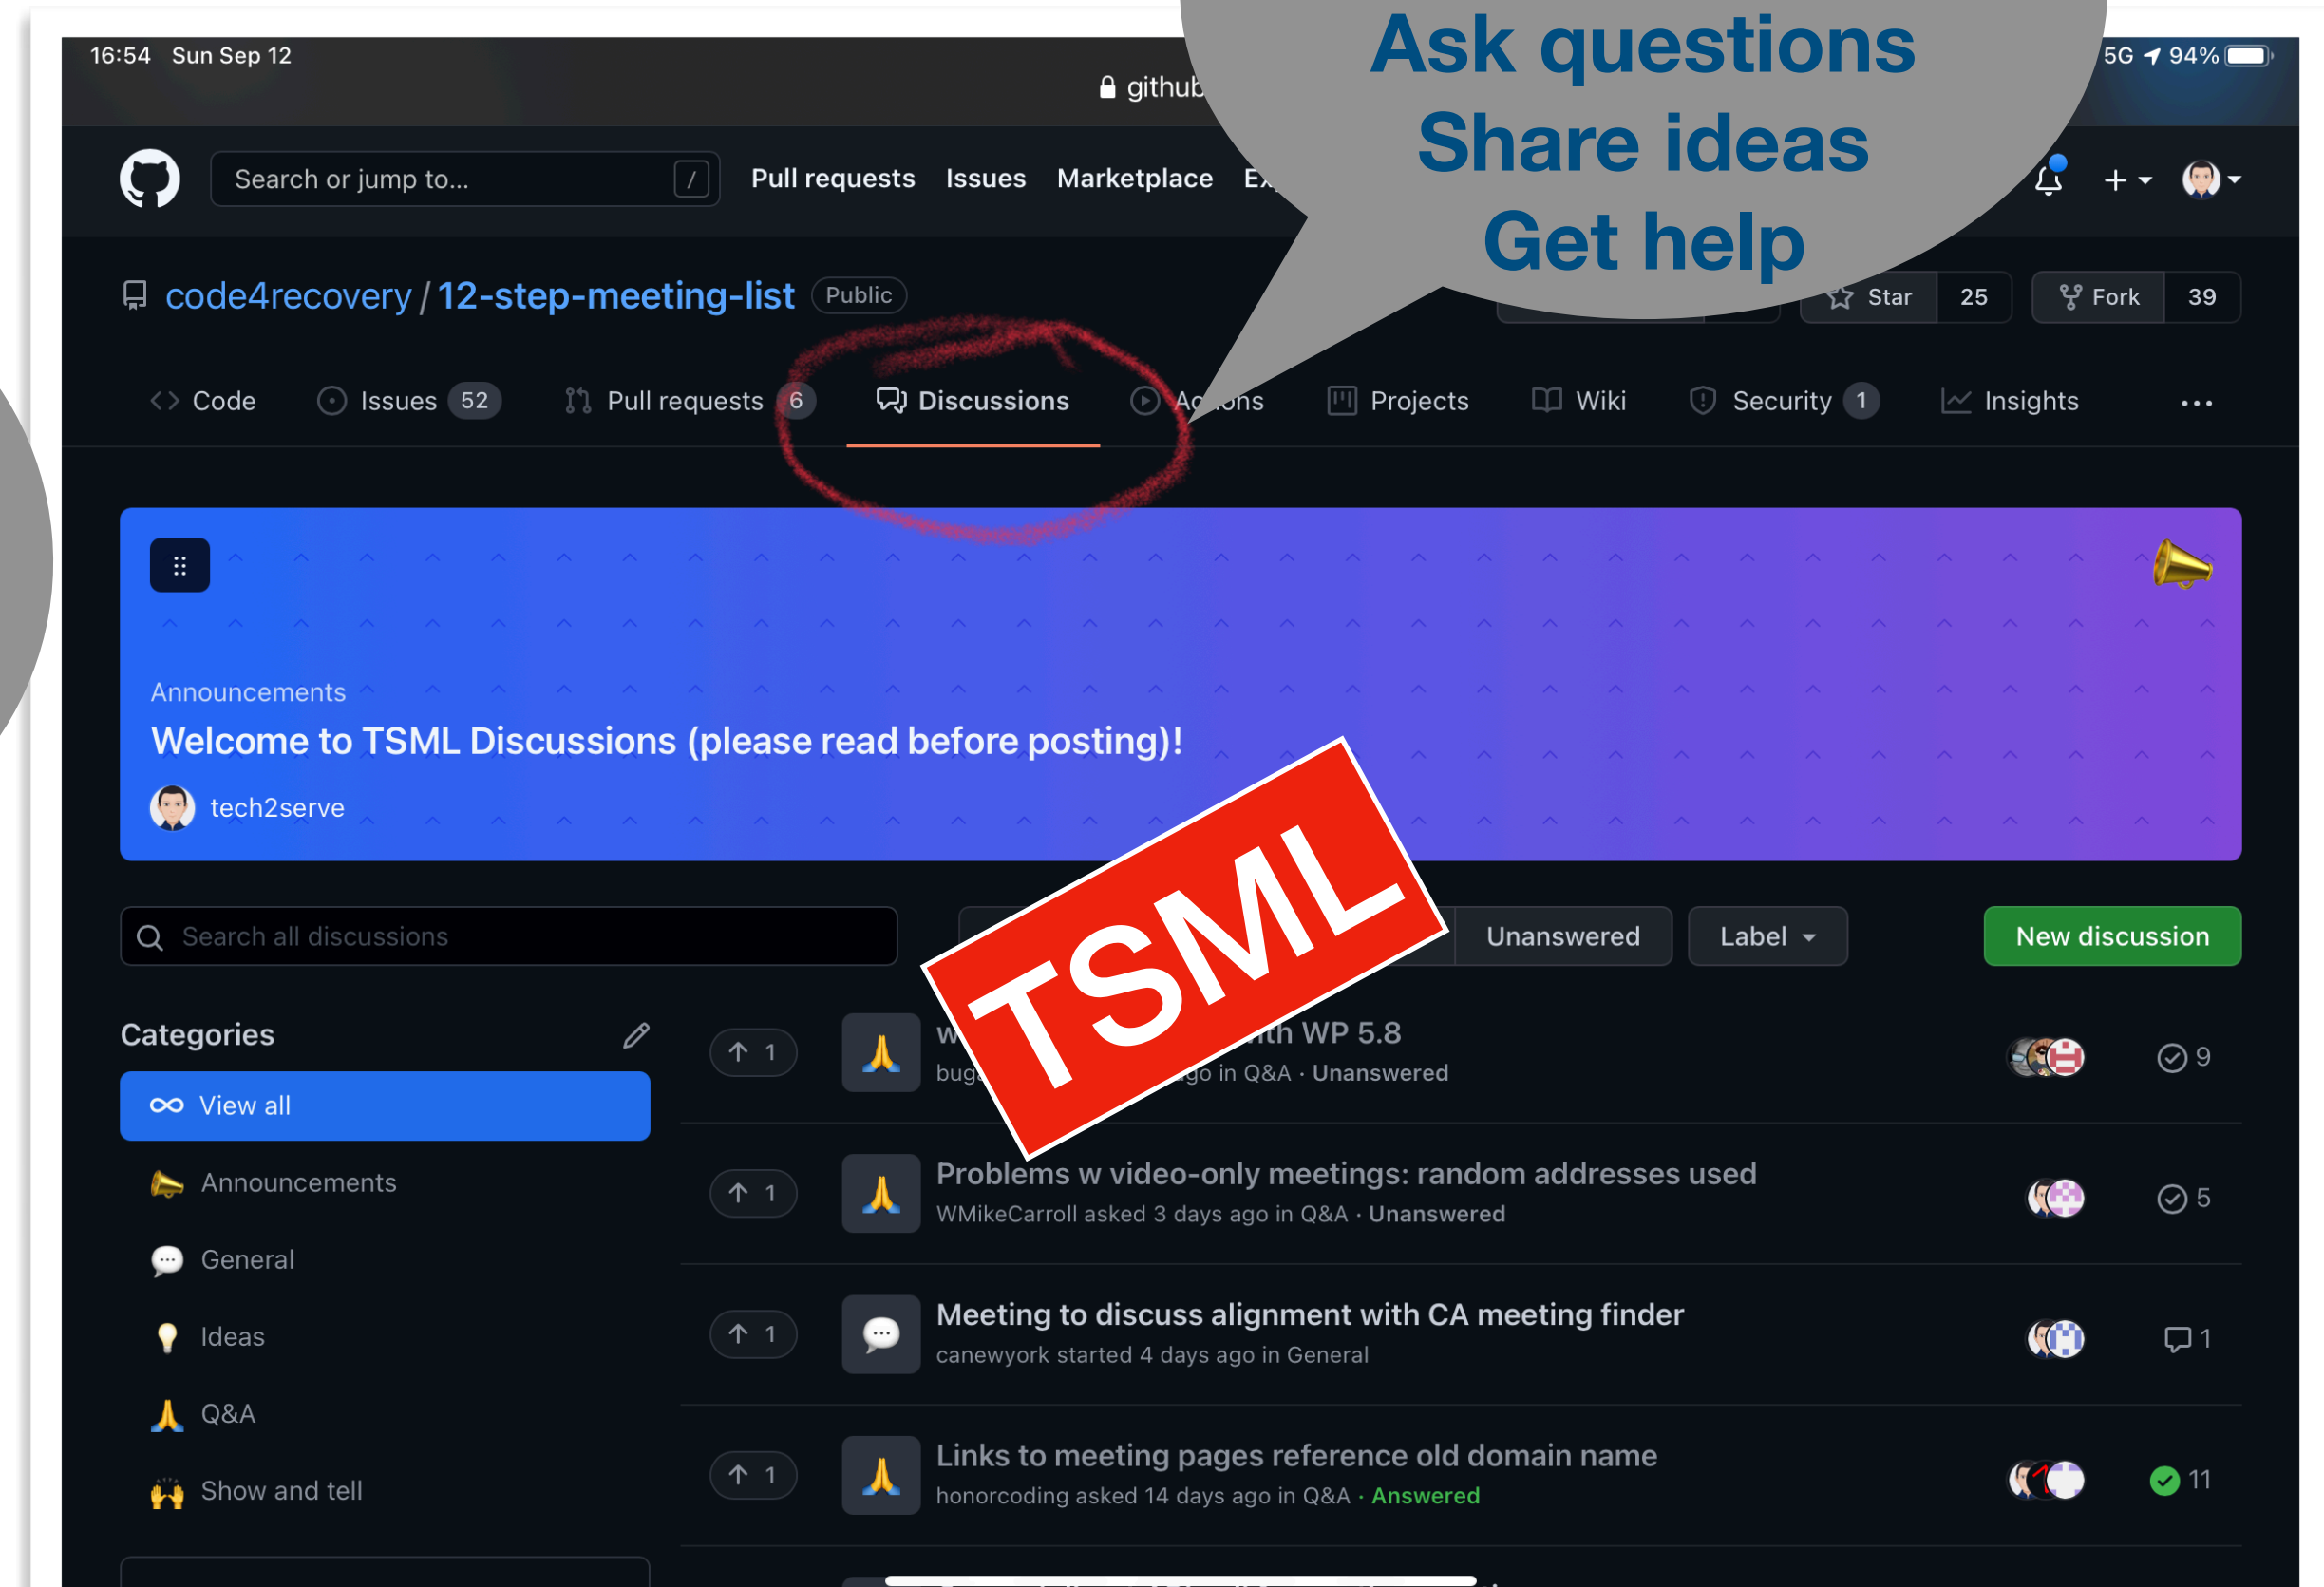 Ask questions
Share ideas
Get help
16:54 Sun Sep 12
5G 94%
Search or jump to... /
Pull requests Issues Marketplace
code4recovery / 12-step-meeting-list Public
Star 25 Fork 39
Code Issues 52 Pull requests 6 Discussions Actions Projects Wiki Security 1 Insights
Announcements
Welcome to TSML Discussions (please read before posting)!
tech2serve
TSML
Search all discussions
Unanswered Label New discussion
Categories
View all
Announcements
General
Ideas
Q&A
Show and tell
1 WP 5.8 9
in Q&A · Unanswered
1 Problems w video-only meetings: random addresses used 5
WMikeCarroll asked 3 days ago in Q&A · Unanswered
1 Meeting to discuss alignment with CA meeting finder 1
canewyork started 4 days ago in General
1 Links to meeting pages reference old domain name 11
honorcoding asked 14 days ago in Q&A · Answered